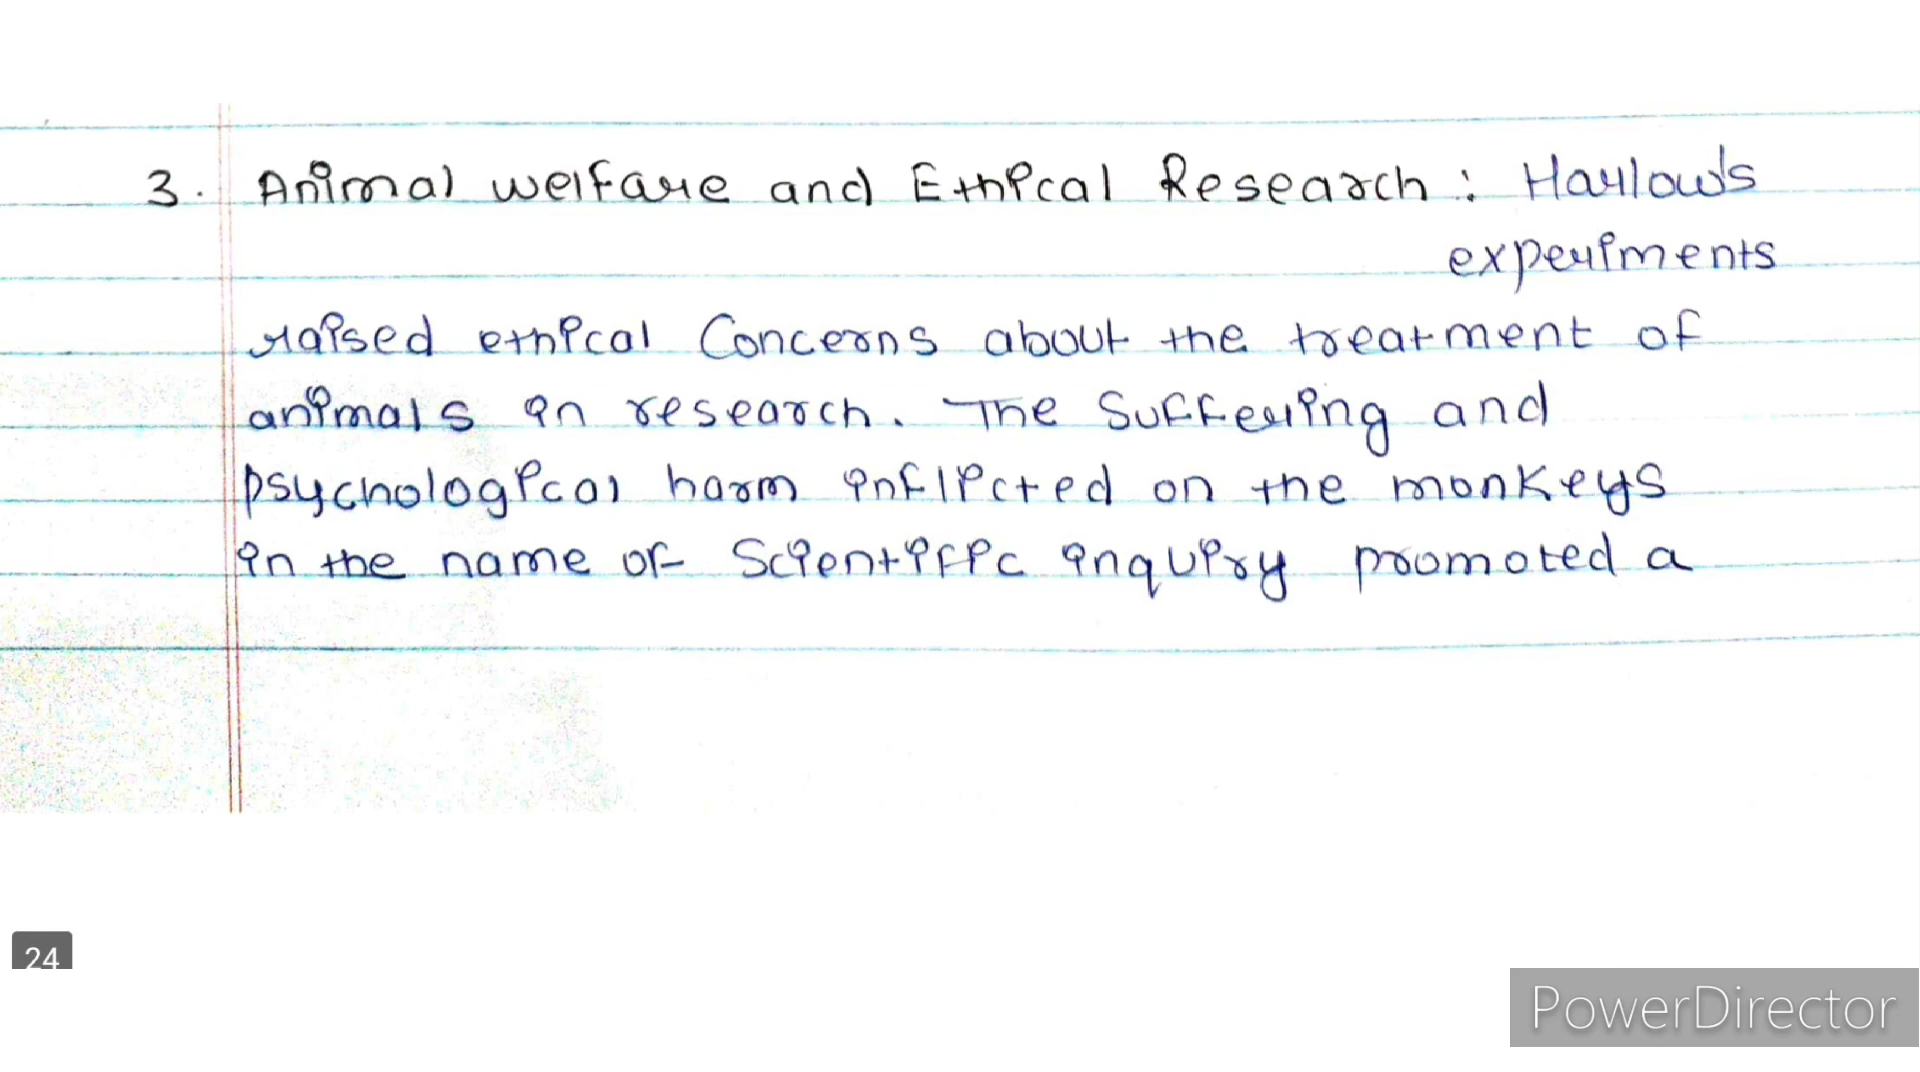 3. Animal welfare and Ethical Research : Harlow's
experiments
raised ethical Concerns about the treatment of
animals in research. The Suffering and
psychological harm inflicted on the monkeys
in the name of Scientific inquiry promoted a
24
PowerDirector